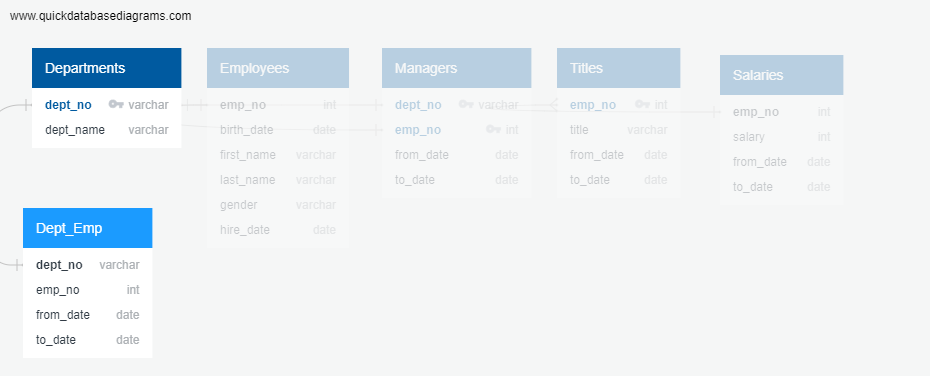 www.quickdatabasediagrams.com
Departments
dept_no varchar
dept_name varchar
Employees
emp_no int
birth_date date
first_name varchar
last_name varchar
gender varchar
hire_date date
Managers
dept_no varchar
emp_no int
from_date date
to_date date
Titles
emp_no int
title varchar
from_date date
to_date date
Salaries
emp_no int
salary int
from_date date
to_date date
Dept_Emp
dept_no varchar
emp_no int
from_date date
to_date date